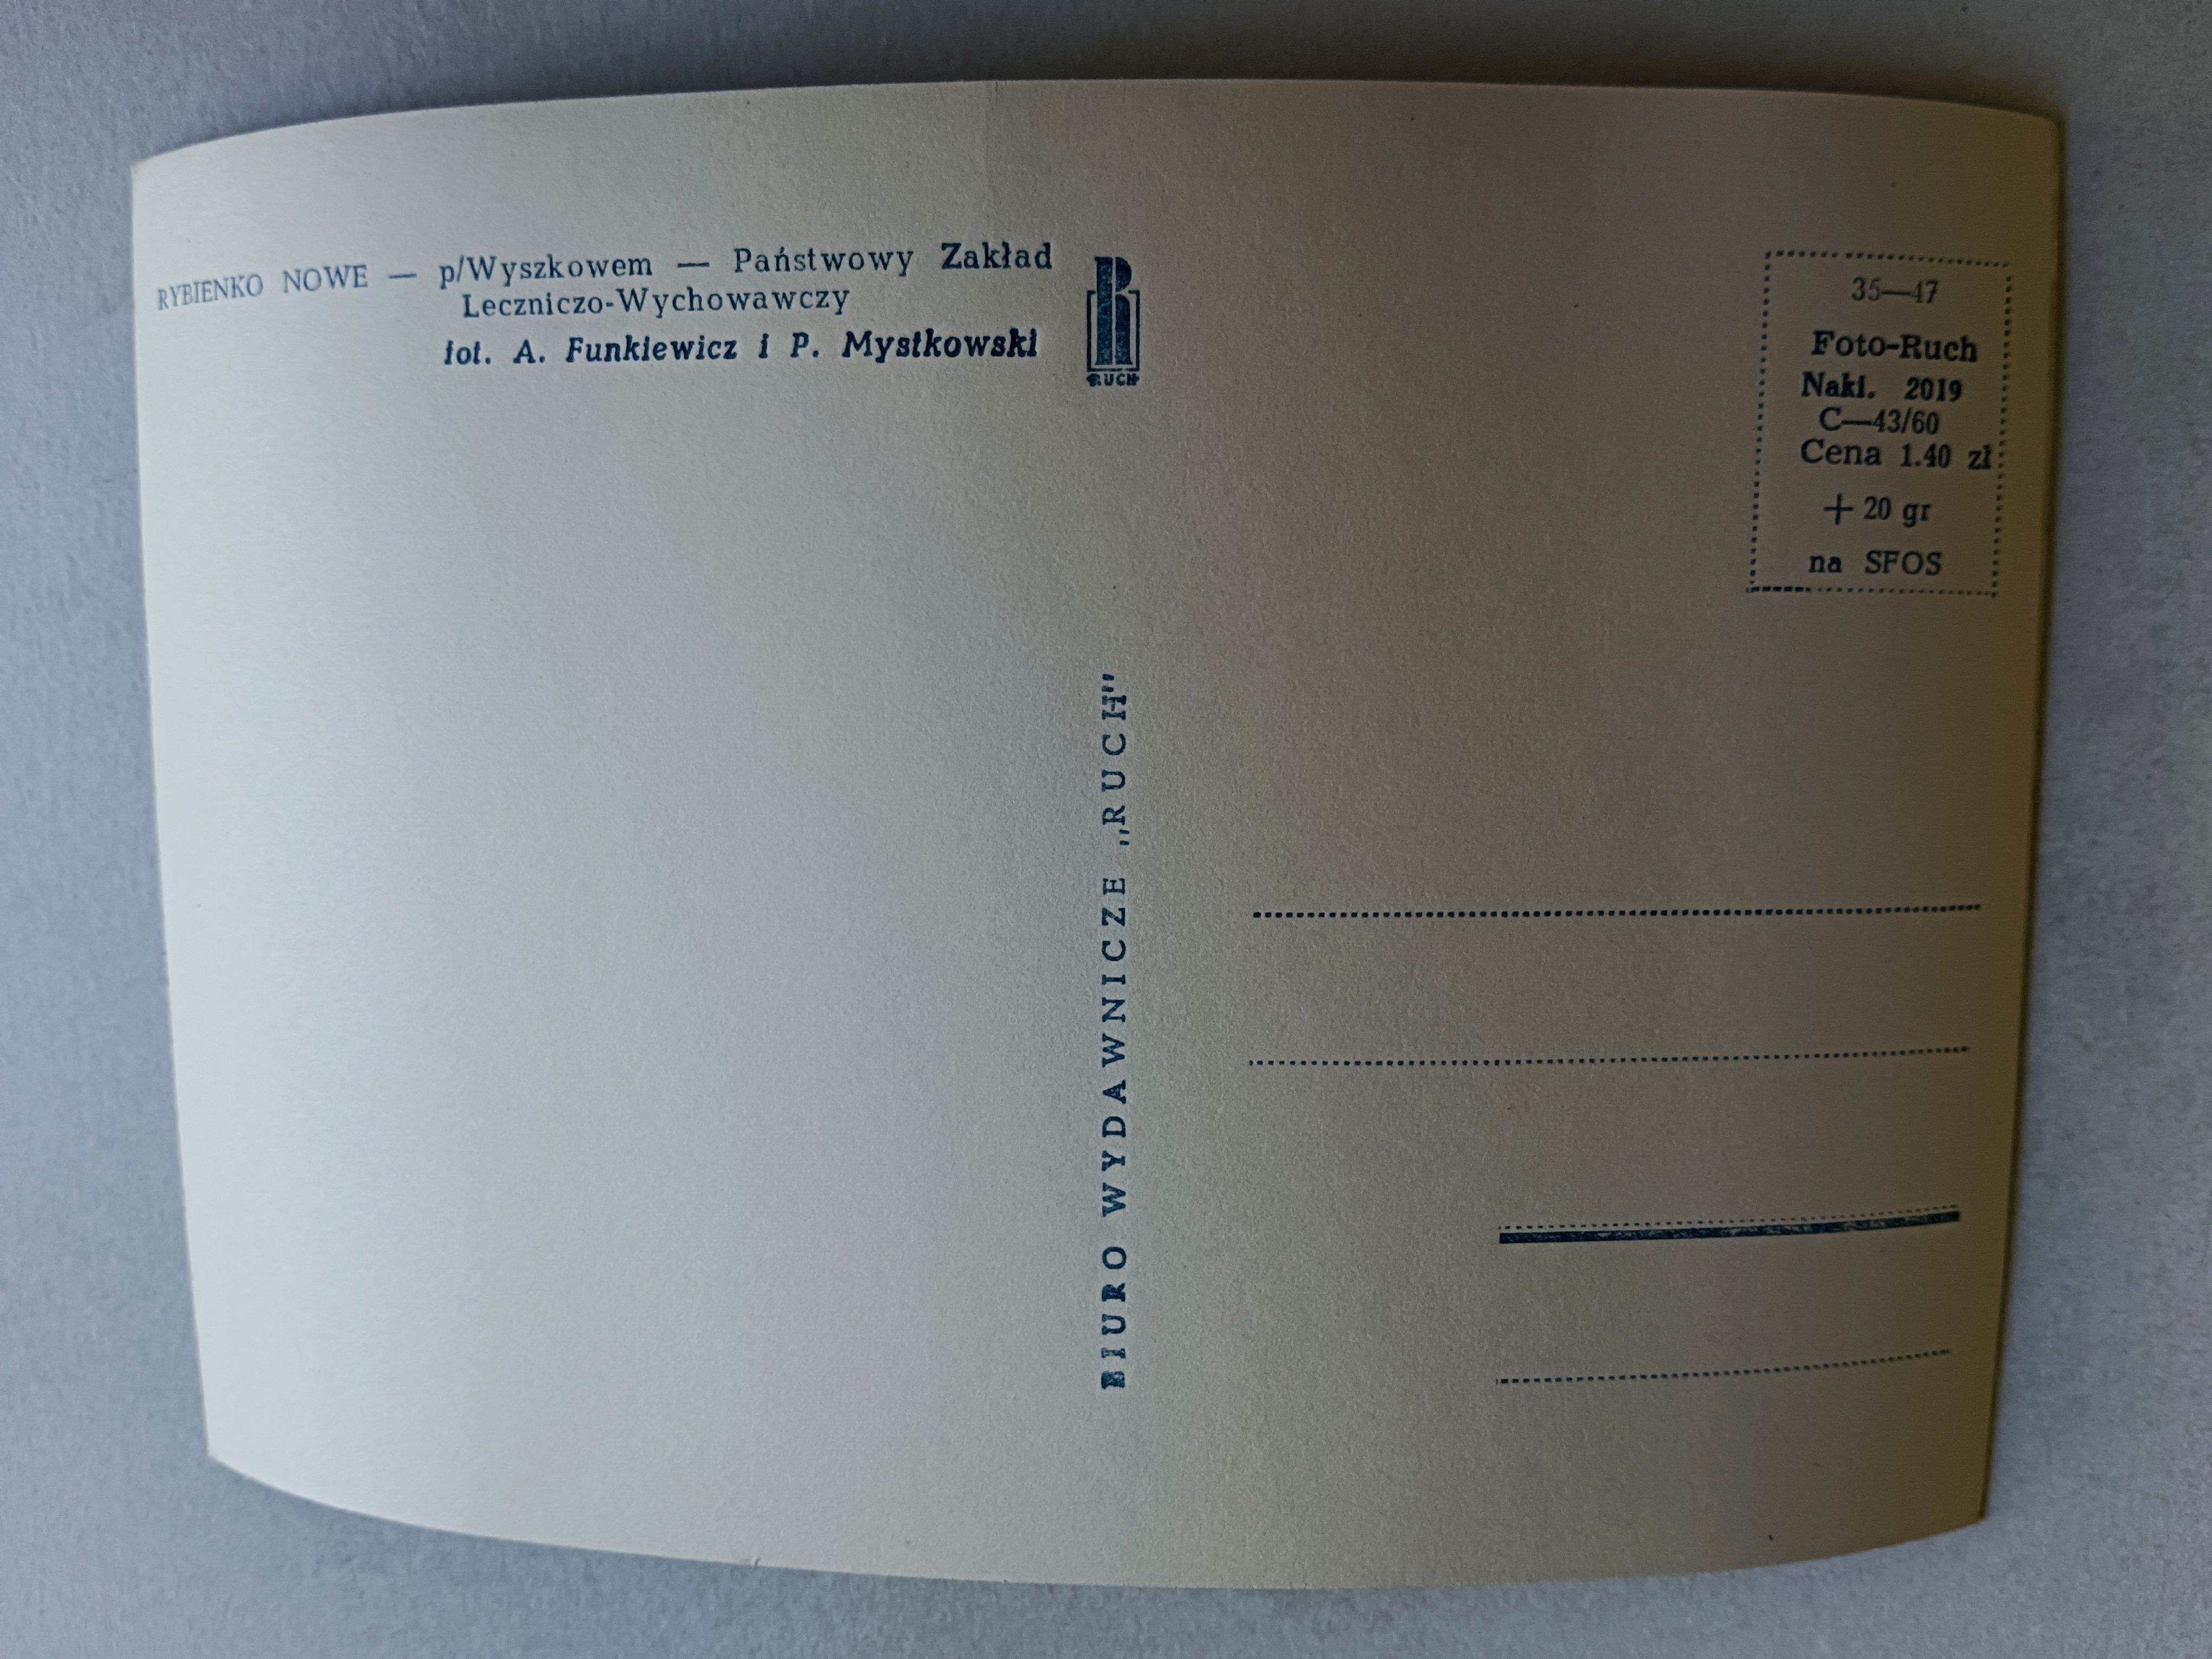 RYBIENKO NOWE — p/Wyszkowem — Państwowy Zakład
Leczniczo-Wychowawczy
fot. A. Funkiewicz i P. Mystkowski
RUCH
BIURO WYDAWNICZE „RUCH"
35—47
Foto-Ruch
Nakl. 2019
C—43/60
Cena 1.40 zł
+ 20 gr
na SFOS